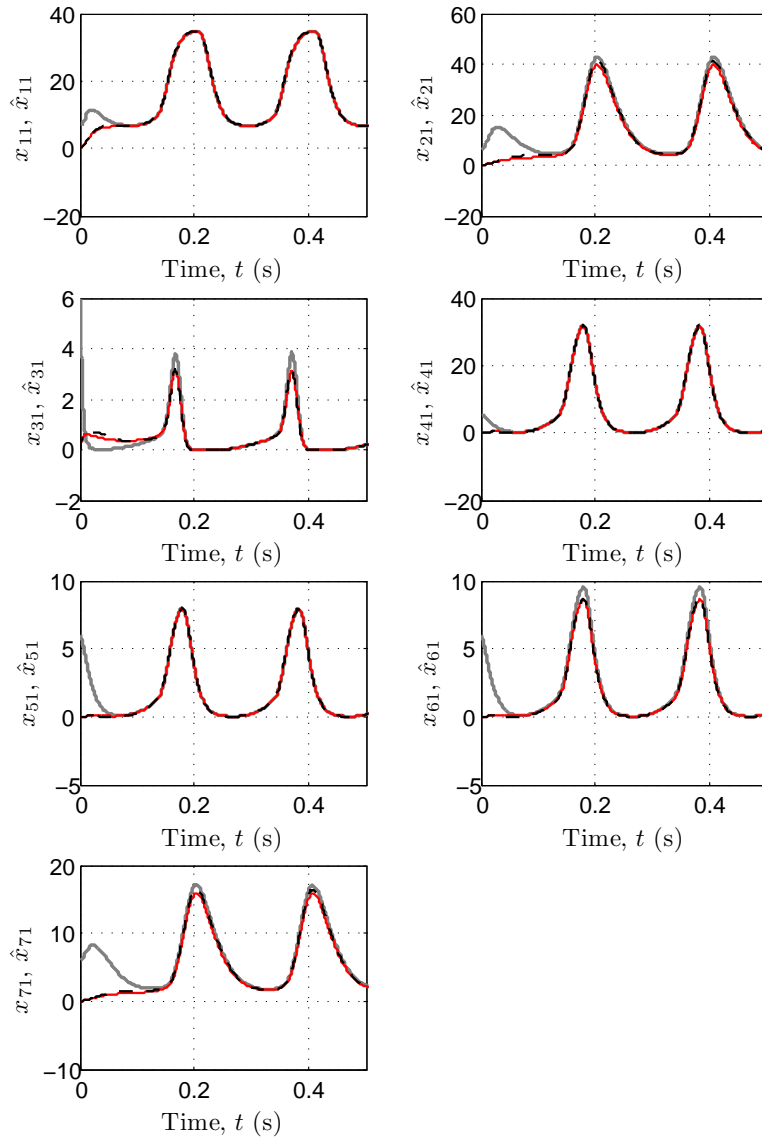 40
20
0
−20
x₁₁, x̂₁₁
0 0.2 0.4
Time, t (s)
60
40
20
0
−20
x₂₁, x̂₂₁
0 0.2 0.4
Time, t (s)
6
4
2
0
−2
x₃₁, x̂₃₁
0 0.2 0.4
Time, t (s)
40
20
0
−20
x₄₁, x̂₄₁
0 0.2 0.4
Time, t (s)
10
5
0
−5
x₅₁, x̂₅₁
0 0.2 0.4
Time, t (s)
10
5
0
−5
x₆₁, x̂₆₁
0 0.2 0.4
Time, t (s)
20
10
0
−10
x₇₁, x̂₇₁
0 0.2 0.4
Time, t (s)